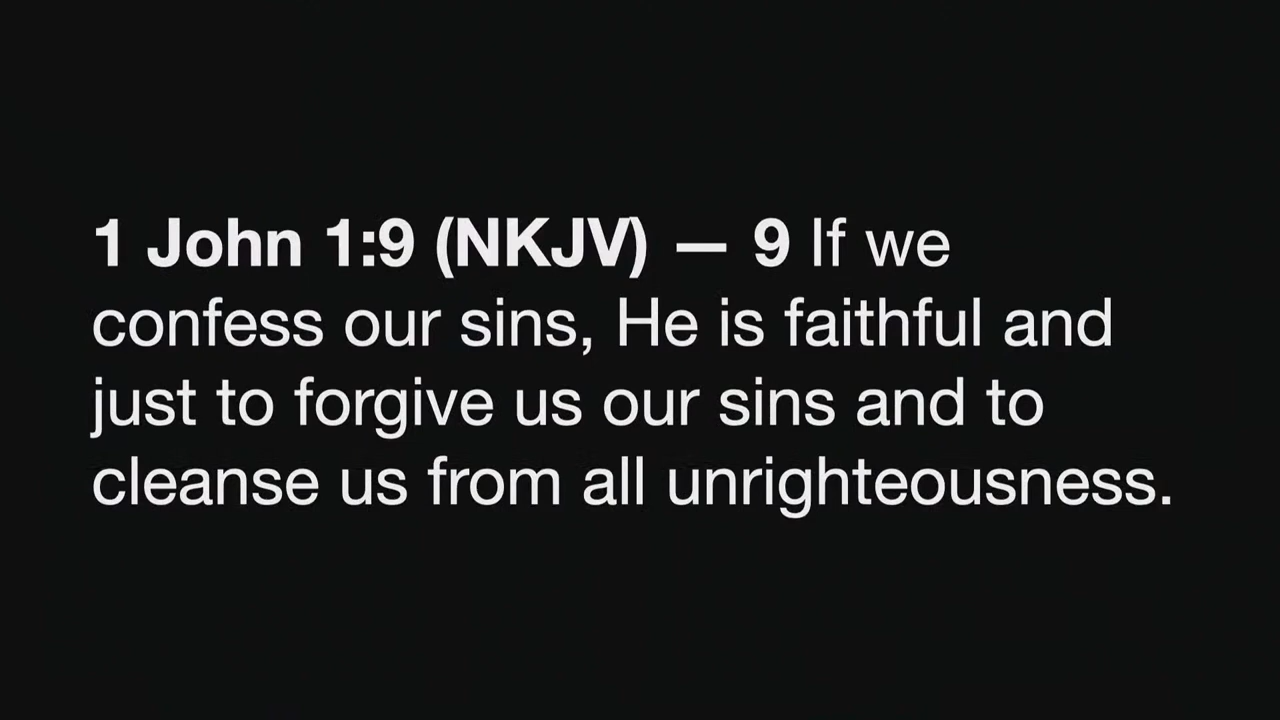 1 John 1:9 (NKJV) — 9 If we
confess our sins, He is faithful and
just to forgive us our sins and to
cleanse us from all unrighteousness.